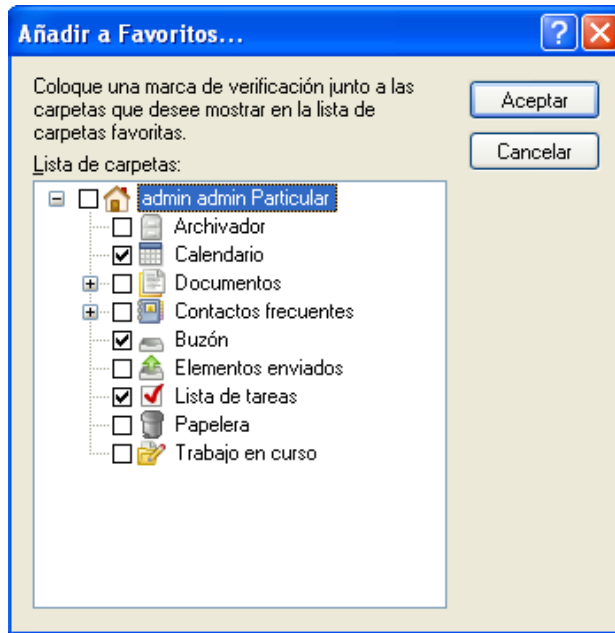 Añadir a Favoritos...
Coloque una marca de verificación junto a las
carpetas que desee mostrar en la lista de
carpetas favoritas.
Aceptar
Cancelar
Lista de carpetas:
admin admin Particular
Archivador
Calendario
Documentos
Contactos frecuentes
Buzón
Elementos enviados
Lista de tareas
Papelera
Trabajo en curso